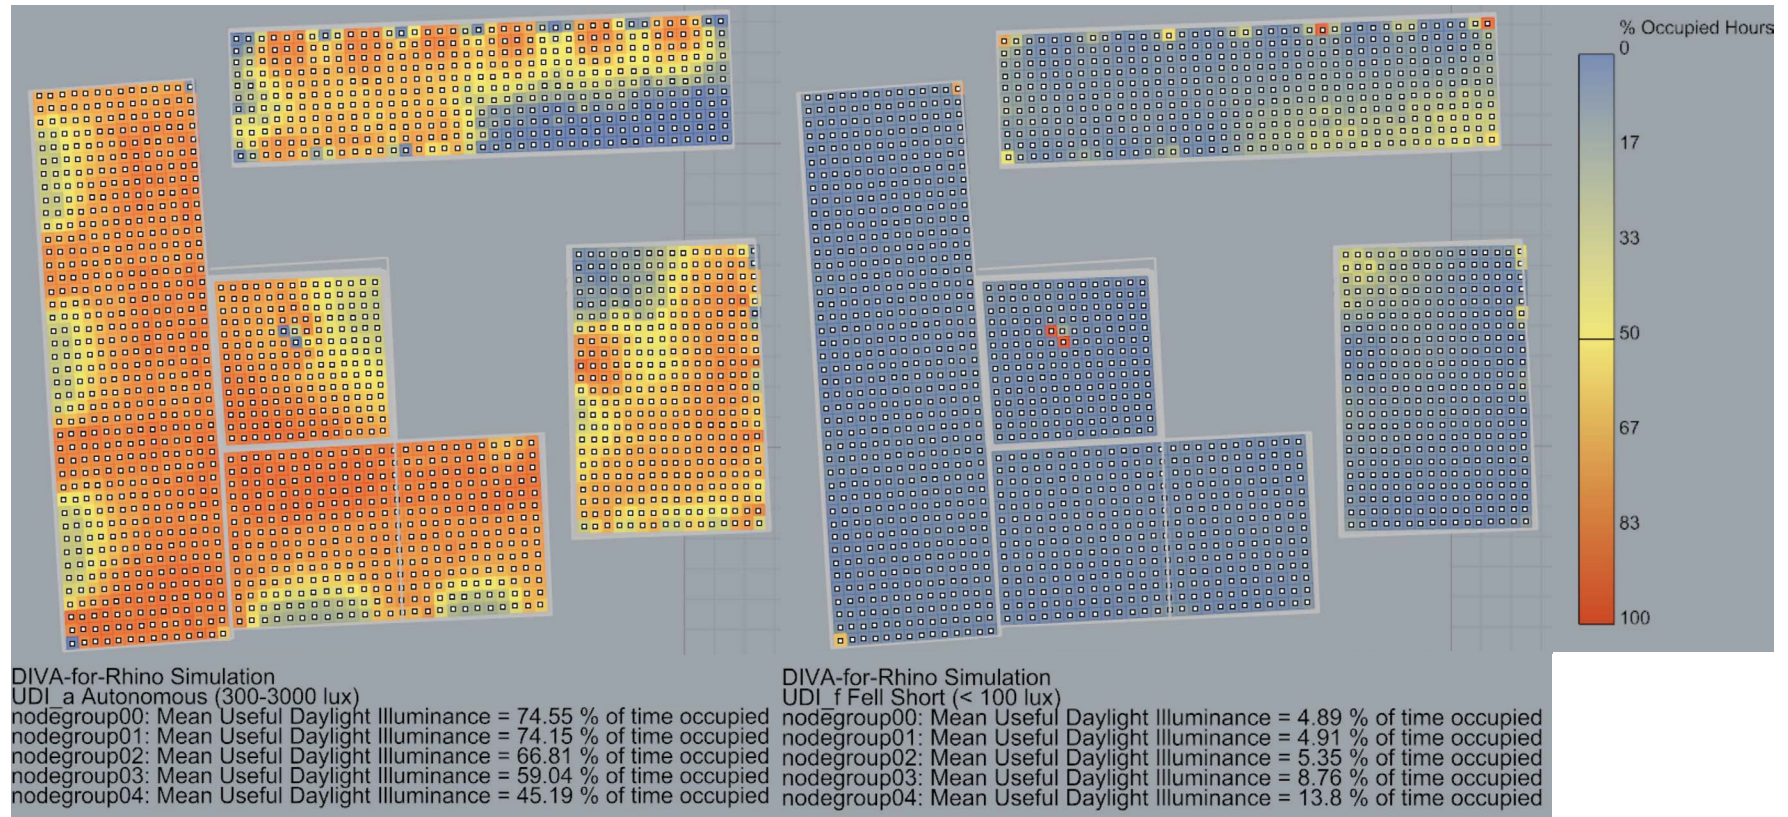 % Occupied Hours
0
17
33
50
67
83
100
DIVA-for-Rhino Simulation
UDI_a Autonomous (300-3000 lux)
nodegroup00: Mean Useful Daylight Illuminance = 74.55 % of time occupied
nodegroup01: Mean Useful Daylight Illuminance = 74.15 % of time occupied
nodegroup02: Mean Useful Daylight Illuminance = 66.81 % of time occupied
nodegroup03: Mean Useful Daylight Illuminance = 59.04 % of time occupied
nodegroup04: Mean Useful Daylight Illuminance = 45.19 % of time occupied
DIVA-for-Rhino Simulation
UDI_f Fell Short (< 100 lux)
nodegroup00: Mean Useful Daylight Illuminance = 4.89 % of time occupied
nodegroup01: Mean Useful Daylight Illuminance = 4.91 % of time occupied
nodegroup02: Mean Useful Daylight Illuminance = 5.35 % of time occupied
nodegroup03: Mean Useful Daylight Illuminance = 8.76 % of time occupied
nodegroup04: Mean Useful Daylight Illuminance = 13.8 % of time occupied